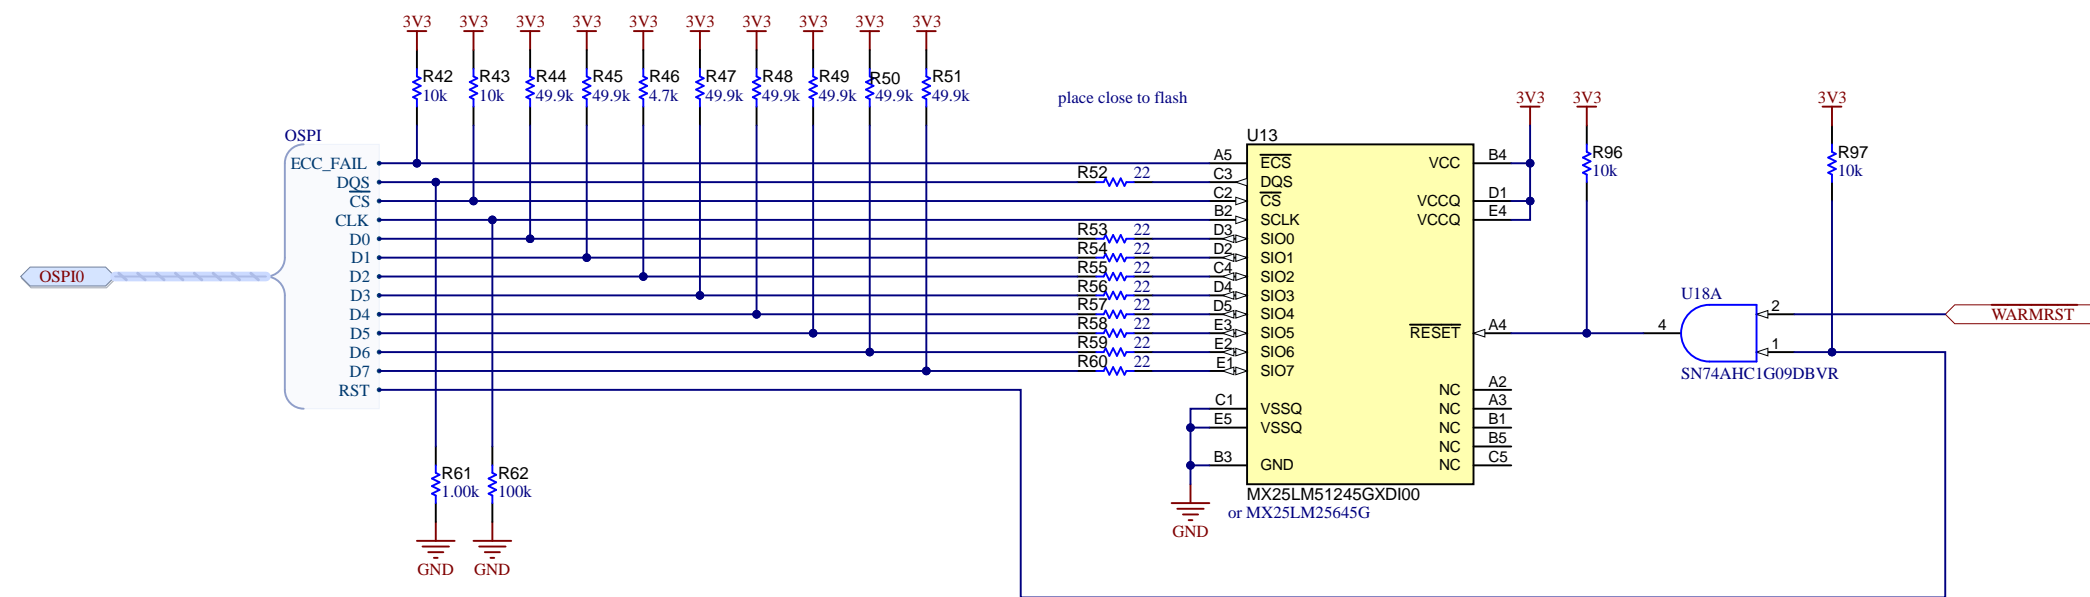 3V3 3V3 3V3 3V3 3V3 3V3 3V3 3V3 3V3 3V3
R42 R43 R44 R45 R46 R47 R48 R49 R50 R51
10k 10k 49.9k 49.9k 4.7k 49.9k 49.9k 49.9k 49.9k 49.9k
place close to flash
3V3 3V3 3V3
OSPI
U13
ECC_FAIL
DQS
CS
CLK
D0
D1
D2
D3
D4
D5
D6
D7
RST
OSPI0
R52 22
R53 22
R54 22
R55 22
R56 22
R57 22
R58 22
R59 22
R60 22
A5 ECS
C3 DQS
C2 CS
B2 SCLK
D3 SIO0
D2 SIO1
C4 SIO2
D4 SIO3
D5 SIO4
E3 SIO5
E2 SIO6
E1 SIO7
C1 VSSQ
E5 VSSQ
B3 GND
VCC B4
VCCQ D1
VCCQ E4
RESET A4
NC A2
NC A3
NC B1
NC B5
NC C5
MX25LM51245GXDI00
or MX25LM25645G
GND
R96
10k
R97
10k
U18A
4
2
1
SN74AHC1G09DBVR
WARMRST
R61
1.00k
R62
100k
GND GND